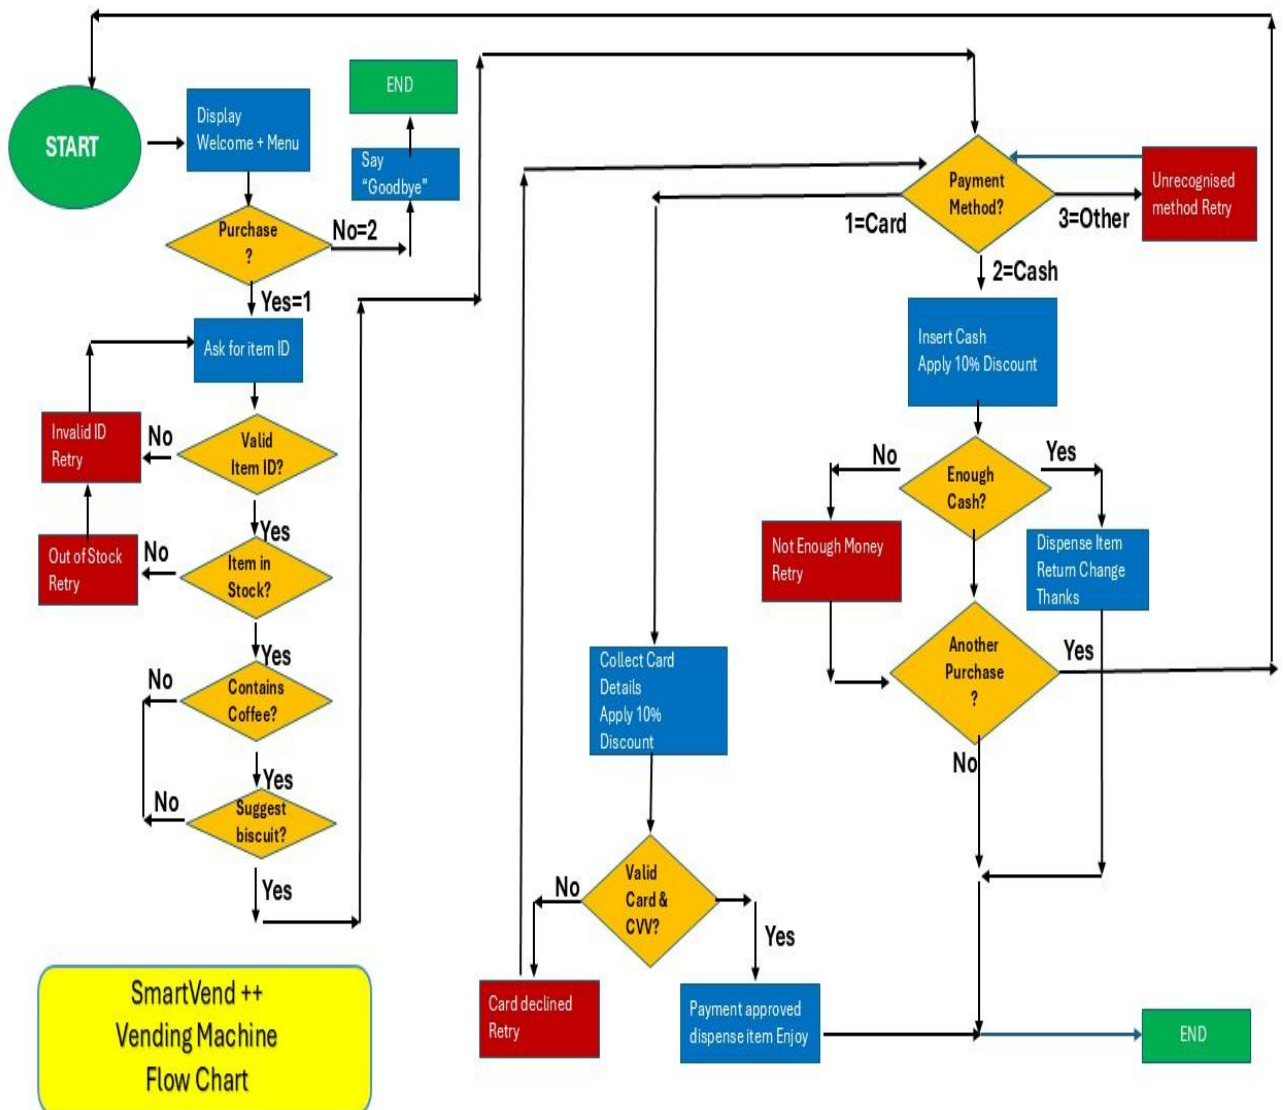 START
Display
Welcome + Menu
END
Say
“Goodbye”
Purchase
?
No=2
Yes=1
Ask for item ID
Invalid ID
Retry
No
Valid
Item ID?
Yes
Out of Stock
Retry
No
Item in
Stock?
Yes
No
Contains
Coffee?
Yes
No
Suggest
biscuit?
Yes
SmartVend ++
Vending Machine
Flow Chart
Payment
Method?
1=Card
3=Other
Unrecognised
method Retry
2=Cash
Insert Cash
Apply 10% Discount
No
Enough
Cash?
Yes
Not Enough Money
Retry
Dispense Item
Return Change
Thanks
Another
Purchase
?
Yes
No
Collect Card
Details
Apply 10%
Discount
No
Valid
Card &
CVV?
Yes
Card declined
Retry
Payment approved
dispense item Enjoy
END